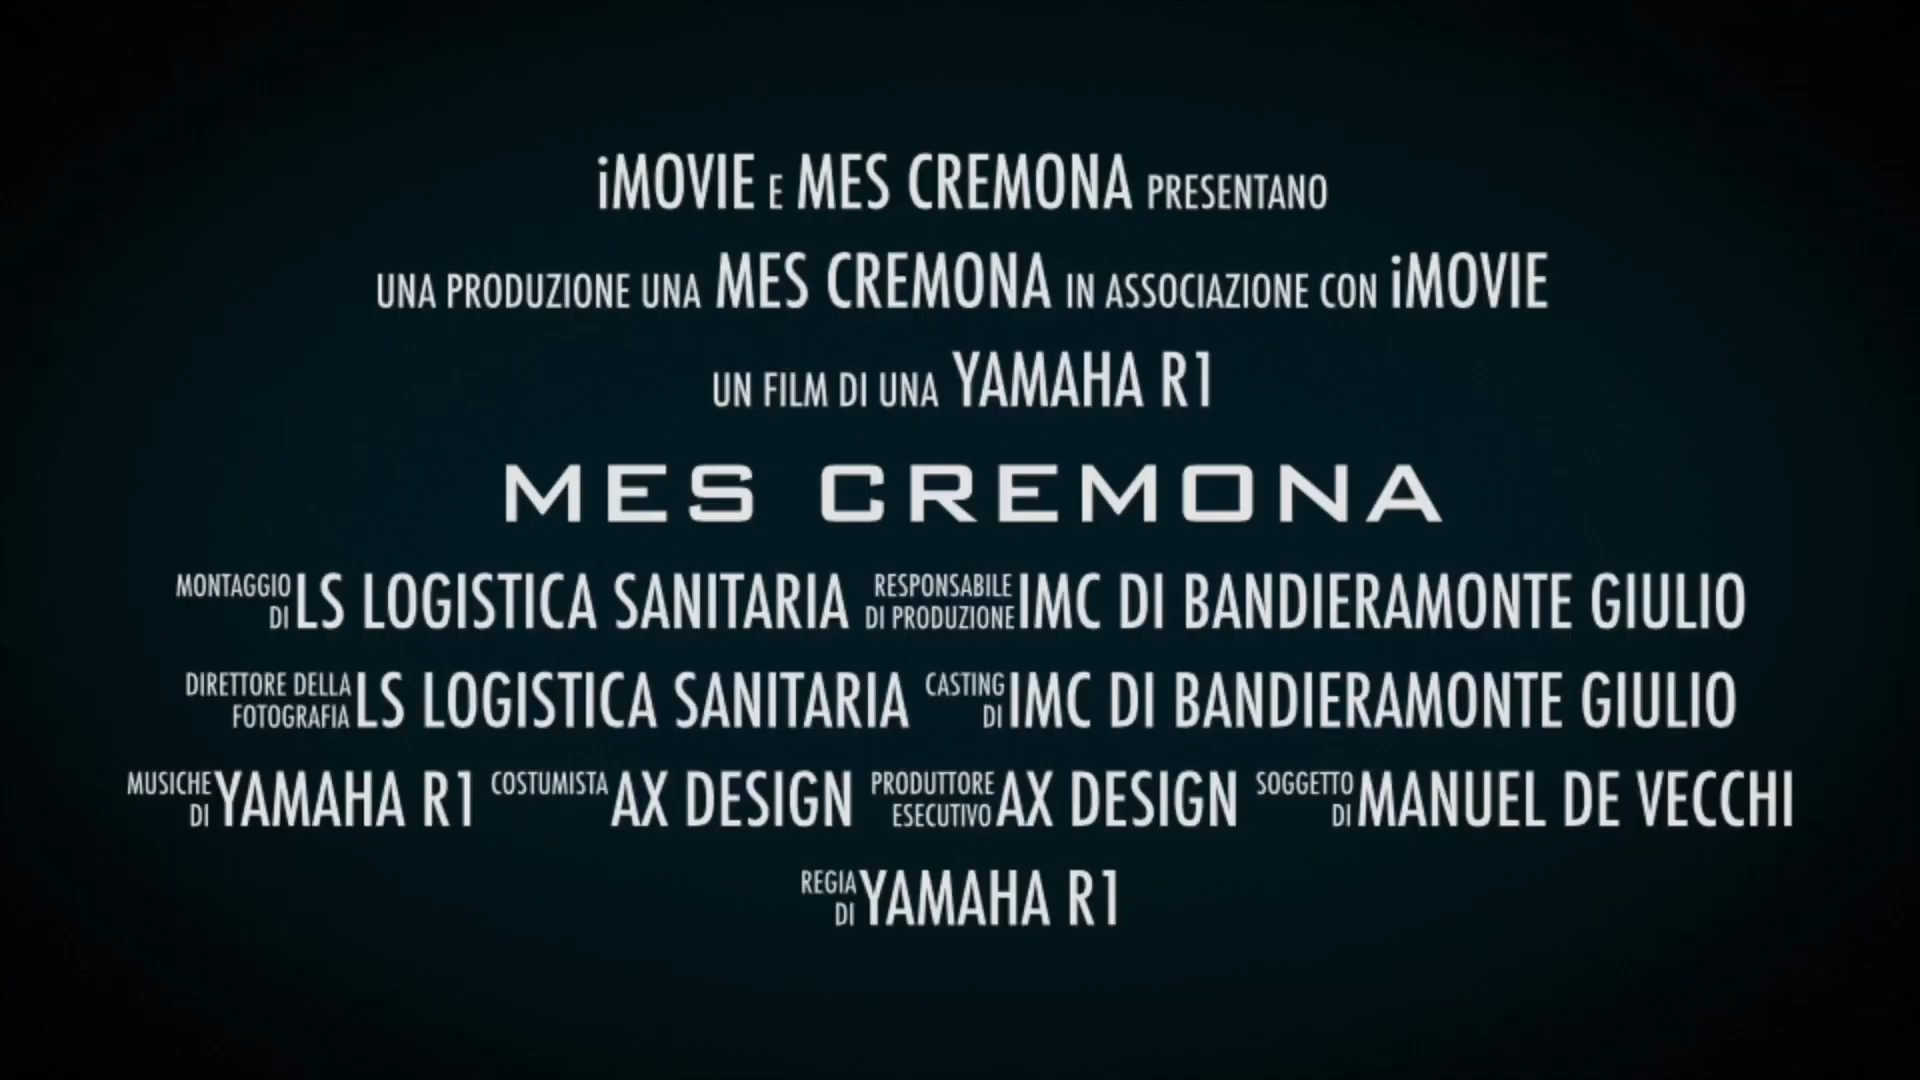 iMOVIE E MES CREMONA PRESENTANO
UNA PRODUZIONE UNA MES CREMONA IN ASSOCIAZIONE CON iMOVIE
UN FILM DI UNA YAMAHA R1
MES CREMONA
MONTAGGIO DI LS LOGISTICA SANITARIA RESPONSABILE DI PRODUZIONE IMC DI BANDIERAMONTE GIULIO
DIRETTORE DELLA FOTOGRAFIA LS LOGISTICA SANITARIA CASTING DI IMC DI BANDIERAMONTE GIULIO
MUSICHE DI YAMAHA R1 COSTUMISTA AX DESIGN PRODUTTORE ESECUTIVO AX DESIGN SOGGETTO DI MANUEL DE VECCHI
REGIA DI YAMAHA R1